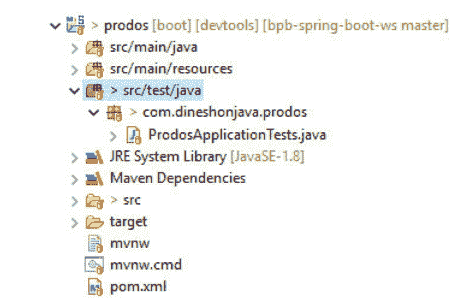 > prodos [boot] [devtools] [bpb-spring-boot-ws master]
src/main/java
src/main/resources
> src/test/java
> com.dineshonjava.prodos
ProdosApplicationTests.java
JRE System Library [JavaSE-1.8]
Maven Dependencies
> src
target
mvnw
mvnw.cmd
pom.xml